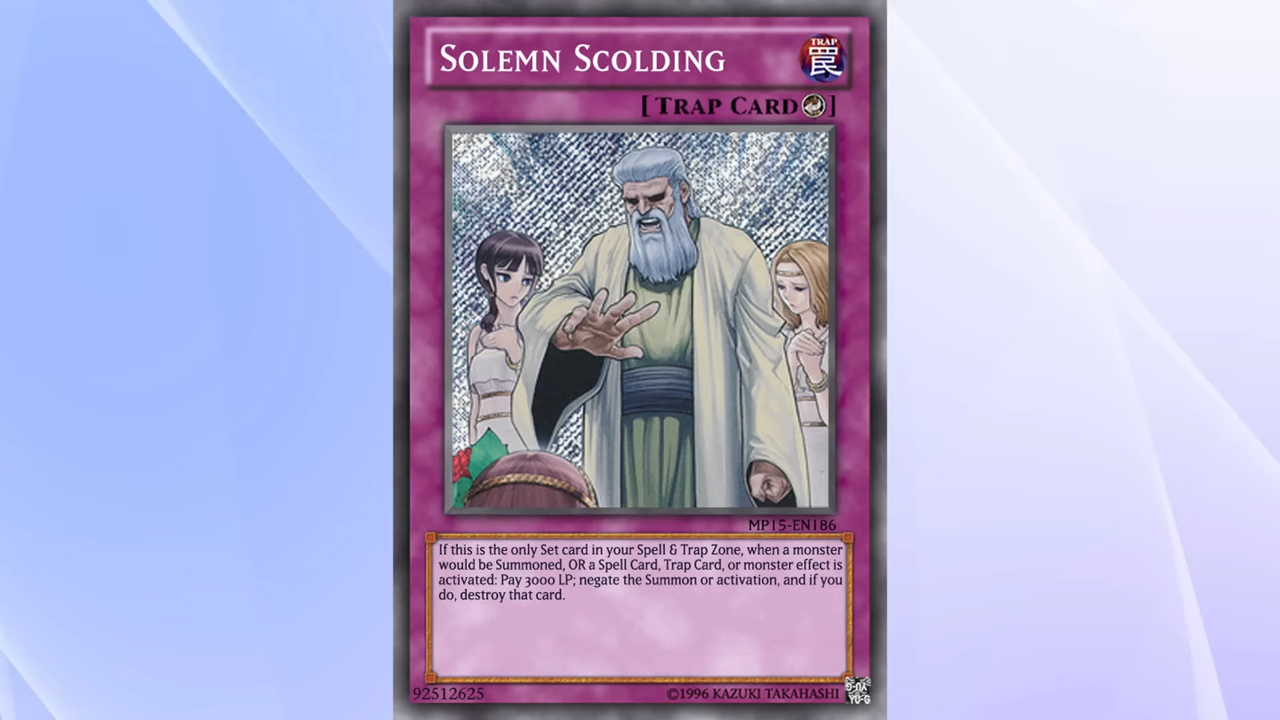 SOLEMN SCOLDING
TRAP
罠
[TRAP CARD]
MP15-EN186
If this is the only Set card in your Spell & Trap Zone, when a monster
would be Summoned, OR a Spell Card, Trap Card, or monster effect is
activated: Pay 3000 LP; negate the Summon or activation, and if you
do, destroy that card.
92512625
©1996 KAZUKI TAKAHASHI